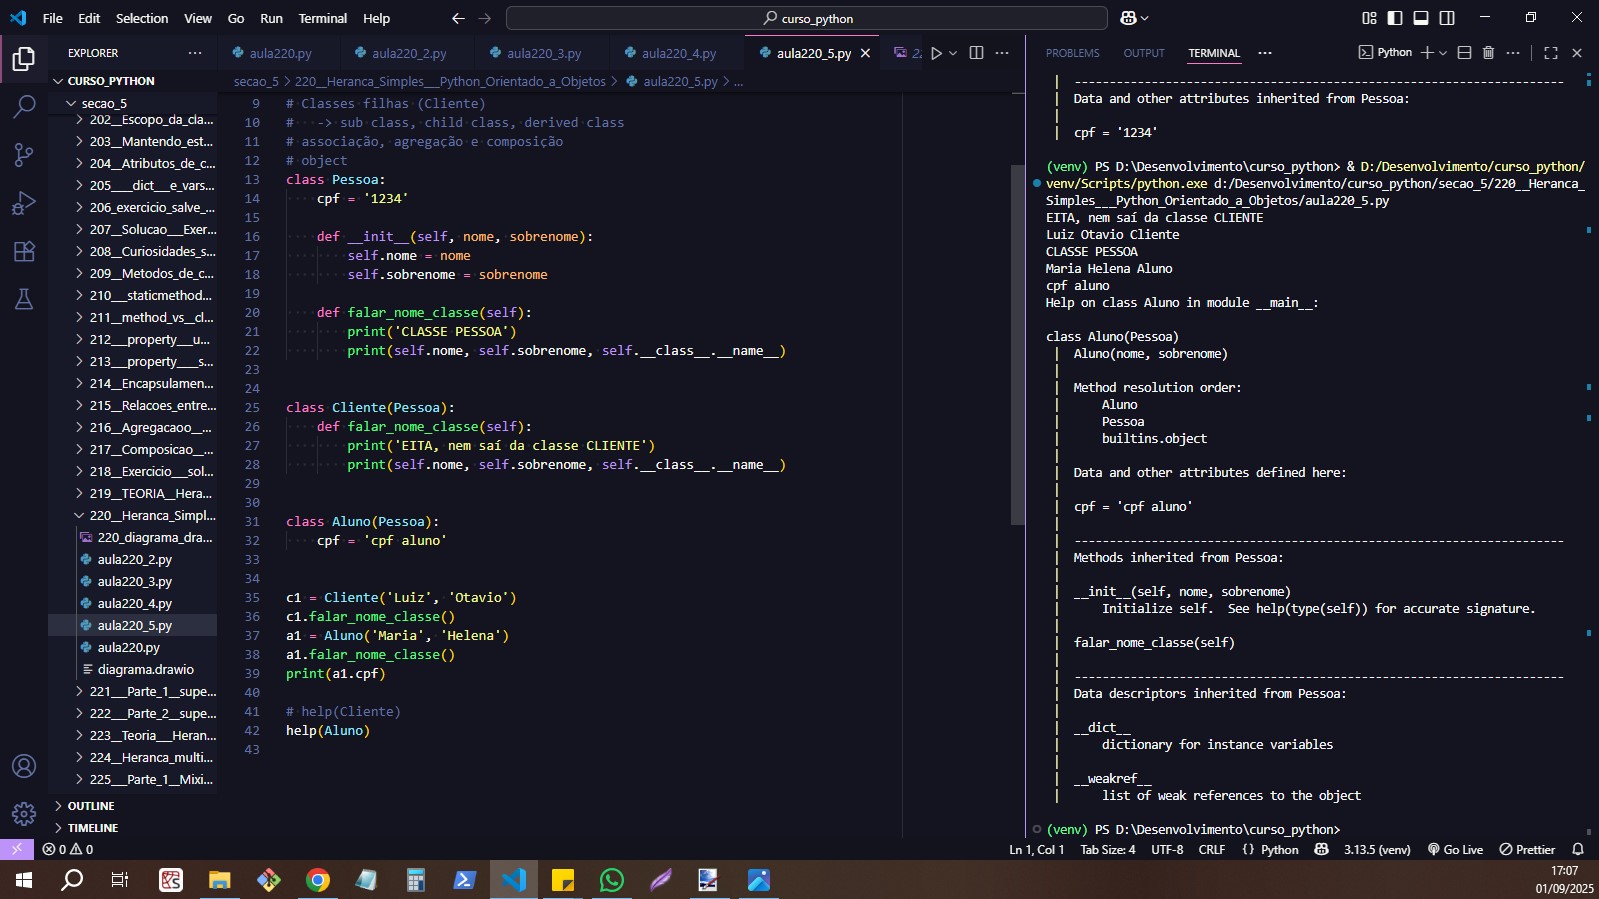 File Edit Selection View Go Run Terminal Help
curso_python
EXPLORER
CURSO_PYTHON
secao_5
202__Escopo_da_cla...
203__Mantendo_est...
204__Atributos_de_c...
205___dict__e_vars...
206_exercicio_salve_...
207__Solucao__Exer...
208__Curiosidades_s...
209__Metodos_de_c...
210__staticmethod...
211__method_vs__cl...
212__property__u...
213__property___s...
214__Encapsulamen...
215__Relacoes_entre...
216__Agregacaoo__...
217__Composicao__...
218__Exercicio__sol...
219__TEORIA__Hera...
220__Heranca_Simpl...
220_diagrama_dra...
aula220_2.py
aula220_3.py
aula220_4.py
aula220_5.py
aula220.py
diagrama.drawio
221__Parte_1__supe...
222__Parte_2__supe...
223__Teoria__Heran...
224__Heranca_multi...
225__Parte_1__Mixi...
OUTLINE
TIMELINE
aula220.py aula220_2.py aula220_3.py aula220_4.py aula220_5.py
secao_5 > 220__Heranca_Simples___Python_Orientado_a_Objetos > aula220_5.py > ...
9 # Classes filhas (Cliente)
10 #   -> sub class, child class, derived class
11 # associação, agregação e composição
12 # object
13 class Pessoa:
14     cpf = '1234'
15
16     def __init__(self, nome, sobrenome):
17         self.nome = nome
18         self.sobrenome = sobrenome
19
20     def falar_nome_classe(self):
21         print('CLASSE PESSOA')
22         print(self.nome, self.sobrenome, self.__class__.__name__)
23
24
25 class Cliente(Pessoa):
26     def falar_nome_classe(self):
27         print('EITA, nem saí da classe CLIENTE')
28         print(self.nome, self.sobrenome, self.__class__.__name__)
29
30
31 class Aluno(Pessoa):
32     cpf = 'cpf aluno'
33
34
35 c1 = Cliente('Luiz', 'Otavio')
36 c1.falar_nome_classe()
37 a1 = Aluno('Maria', 'Helena')
38 a1.falar_nome_classe()
39 print(a1.cpf)
40
41 # help(Cliente)
42 help(Aluno)
43
PROBLEMS OUTPUT TERMINAL ... Python
| ----------------------------------------------------------------------
| Data and other attributes inherited from Pessoa:
|
| cpf = '1234'
(venv) PS D:\Desenvolvimento\curso_python> & D:/Desenvolvimento/curso_python/
venv/Scripts/python.exe d:/Desenvolvimento/curso_python/secao_5/220__Heranca_
Simples___Python_Orientado_a_Objetos/aula220_5.py
EITA, nem saí da classe CLIENTE
Luiz Otavio Cliente
CLASSE PESSOA
Maria Helena Aluno
cpf aluno
Help on class Aluno in module __main__:
class Aluno(Pessoa)
| Aluno(nome, sobrenome)
|
| Method resolution order:
|     Aluno
|     Pessoa
|     builtins.object
|
| Data and other attributes defined here:
|
| cpf = 'cpf aluno'
|
| ----------------------------------------------------------------------
| Methods inherited from Pessoa:
|
| __init__(self, nome, sobrenome)
|     Initialize self.  See help(type(self)) for accurate signature.
|
| falar_nome_classe(self)
|
| ----------------------------------------------------------------------
| Data descriptors inherited from Pessoa:
|
| __dict__
|     dictionary for instance variables
|
| __weakref__
|     list of weak references to the object
(venv) PS D:\Desenvolvimento\curso_python>
0 0 Ln 1, Col 1 Tab Size: 4 UTF-8 CRLF {} Python 3.13.5 (venv) Go Live Prettier
17:07
01/09/2025